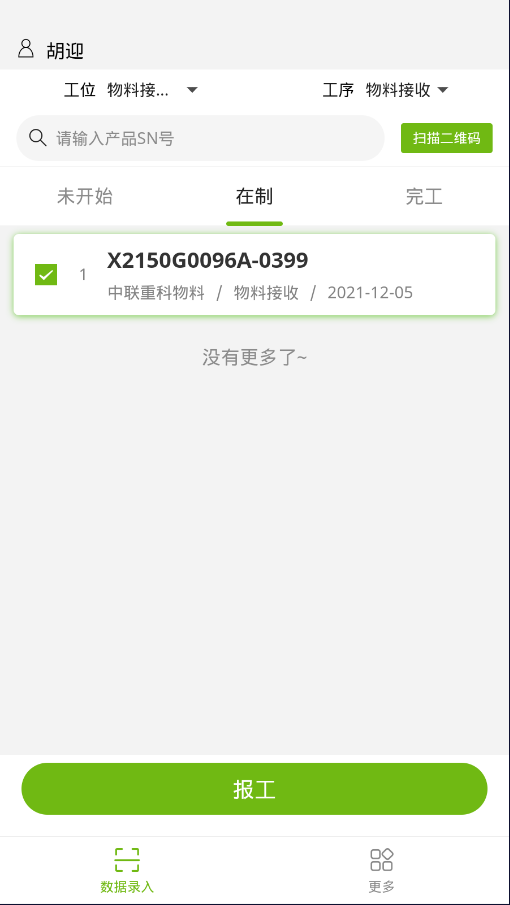 胡迎
工位 物料接... 工序 物料接收
请输入产品SN号 扫描二维码
未开始 在制 完工
1 X2150G0096A-0399
中联重科物料 / 物料接收 / 2021-12-05
没有更多了~
报工
数据录入 更多